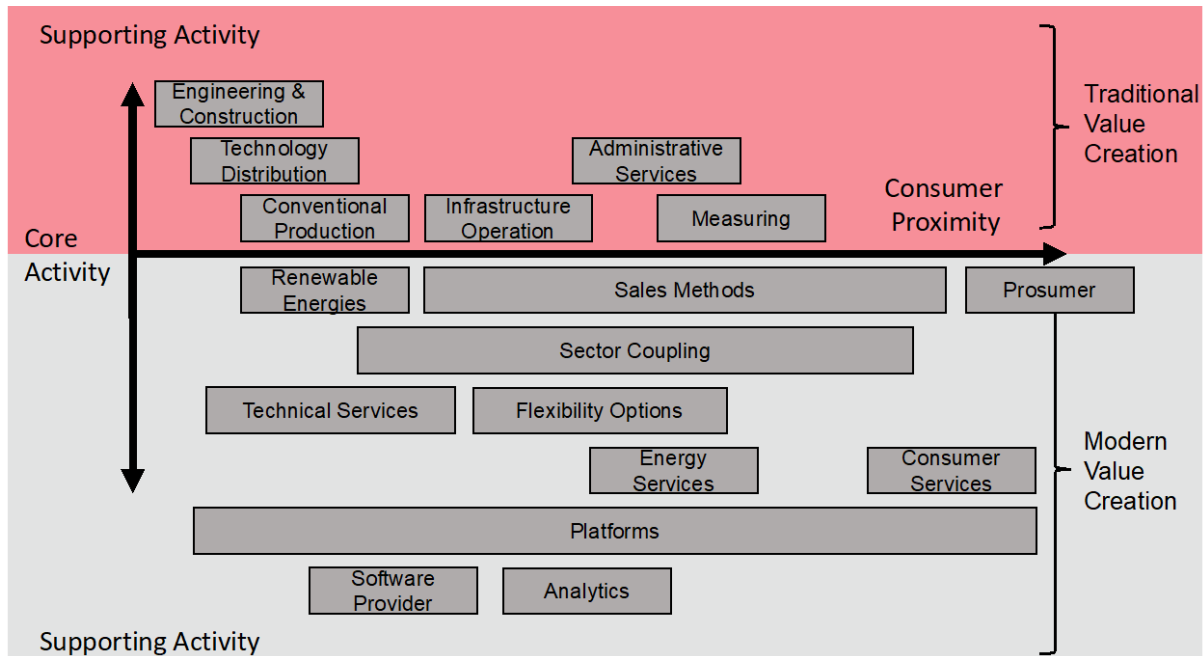 Supporting Activity
Engineering &
Construction
Technology
Distribution
Administrative
Services
Conventional
Production
Infrastructure
Operation
Measuring
Consumer
Proximity
Traditional
Value
Creation
Core
Activity
Renewable
Energies
Sales Methods
Prosumer
Sector Coupling
Technical Services
Flexibility Options
Energy
Services
Consumer
Services
Modern
Value
Creation
Platforms
Software
Provider
Analytics
Supporting Activity